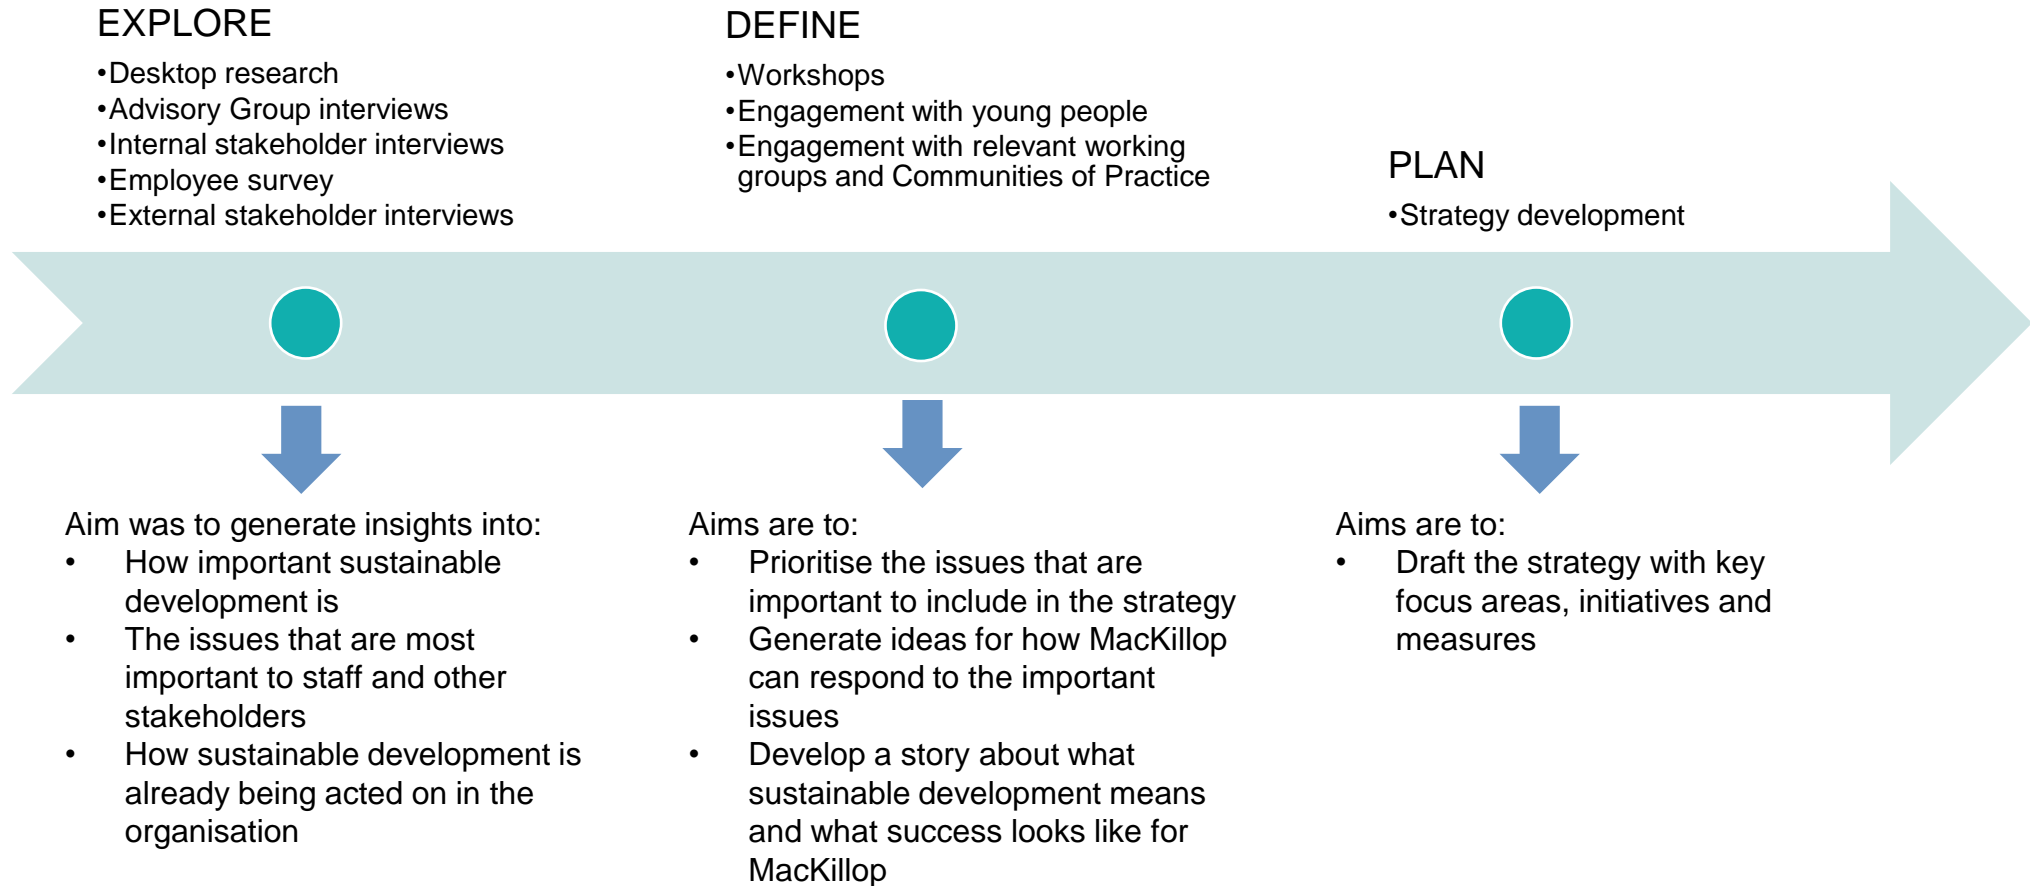 EXPLORE
•Desktop research
•Advisory Group interviews
•Internal stakeholder interviews
•Employee survey
•External stakeholder interviews
DEFINE
•Workshops
•Engagement with young people
•Engagement with relevant working
groups and Communities of Practice
PLAN
•Strategy development
Aim was to generate insights into:
• How important sustainable
development is
• The issues that are most
important to staff and other
stakeholders
• How sustainable development is
already being acted on in the
organisation
Aims are to:
• Prioritise the issues that are
important to include in the strategy
• Generate ideas for how MacKillop
can respond to the important
issues
• Develop a story about what
sustainable development means
and what success looks like for
MacKillop
Aims are to:
• Draft the strategy with key
focus areas, initiatives and
measures